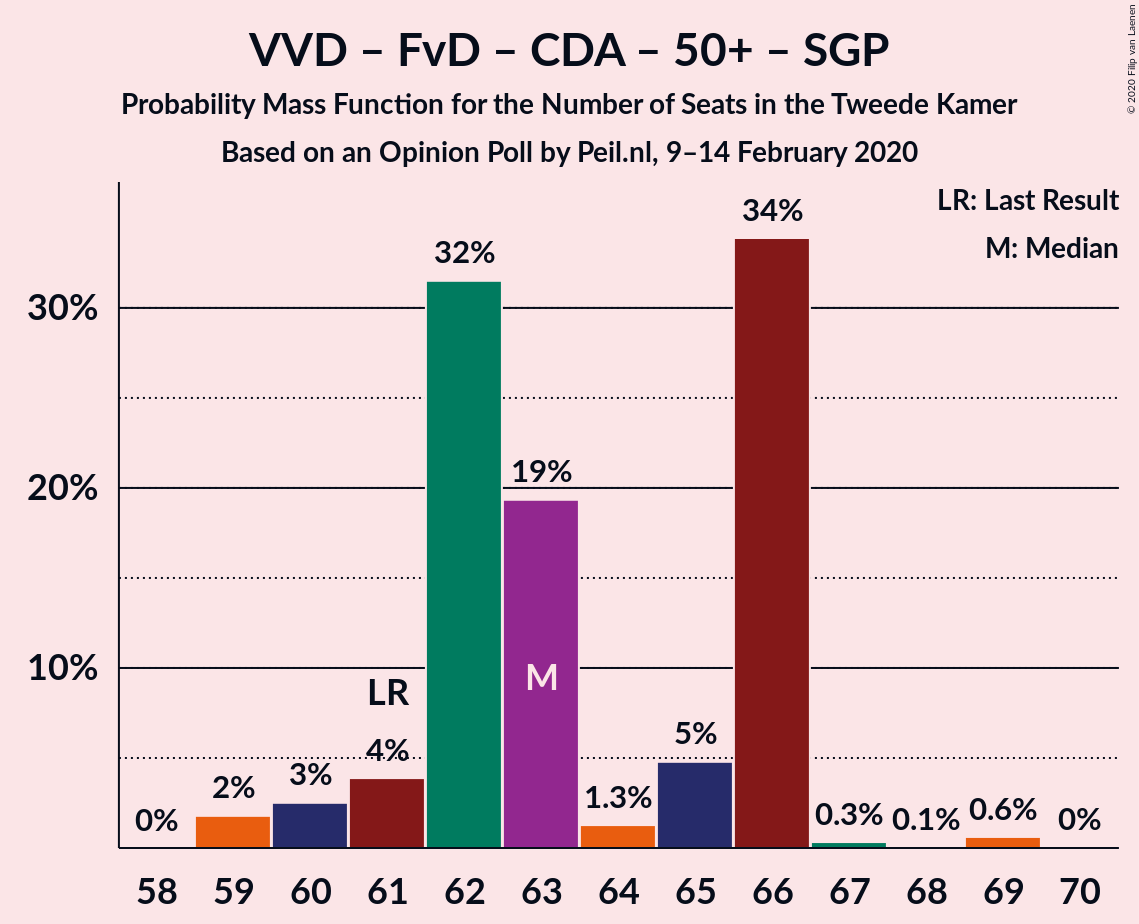 VVD – FvD – CDA – 50+ – SGP
Probability Mass Function for the Number of Seats in the Tweede Kamer
Based on an Opinion Poll by Peil.nl, 9–14 February 2020
© 2020 Filip van Laenen
LR: Last Result
M: Median
34%
32%
30%
19%
20%
M
10%
LR
5%
4%
3%
2%
1.3%
0.6%
0.3%
0.1%
0%
0%
58 59 60 61 62 63 64 65 66 67 68 69 70